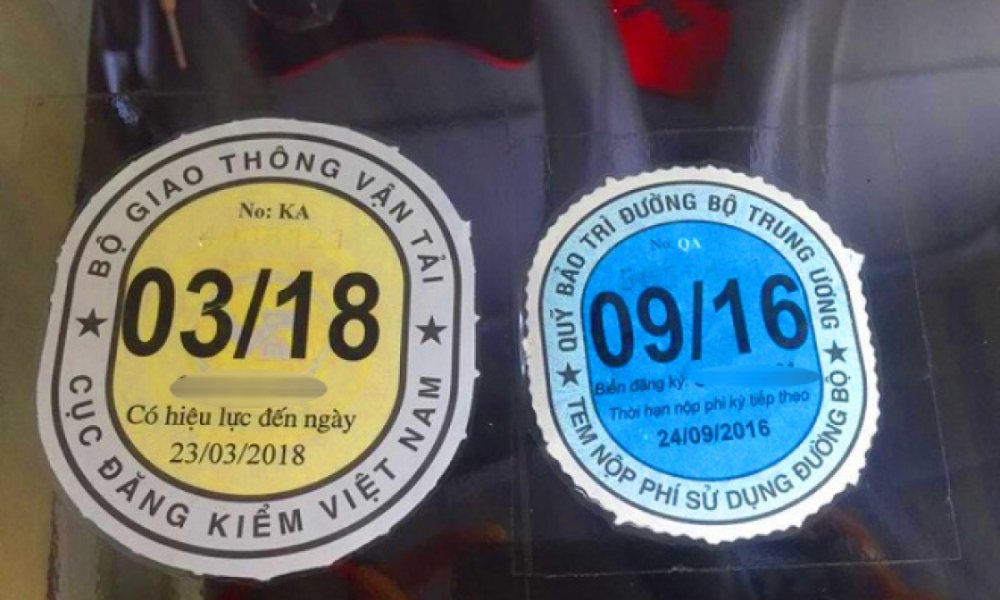 BỘ GIAO THÔNG VẬN TẢI
No: KA
03/18
Có hiệu lực đến ngày
23/03/2018
CỤC ĐĂNG KIỂM VIỆT NAM
QUỸ BẢO TRÌ ĐƯỜNG BỘ TRUNG ƯƠNG
No. QA
09/16
Biển đăng ký:
Thời hạn nộp phí kỳ tiếp theo
24/09/2016
TEM NỘP PHÍ SỬ DỤNG ĐƯỜNG BỘ